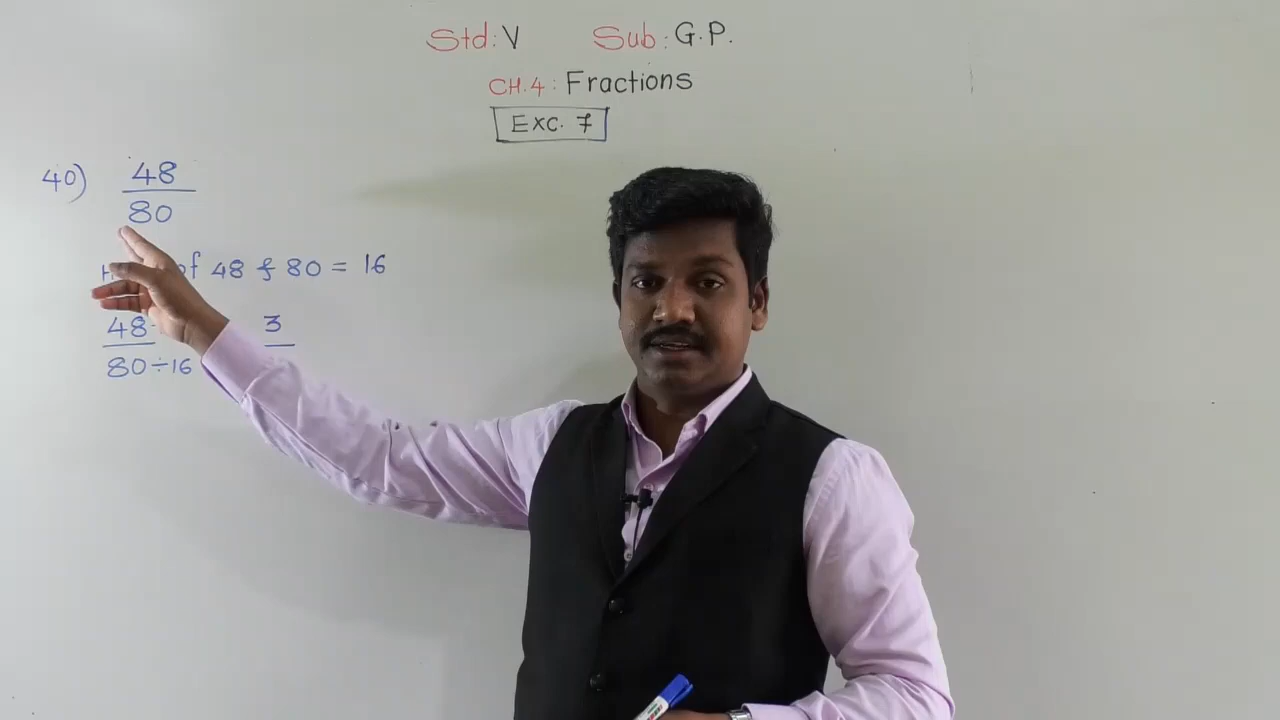 Std: V Sub: G.P.
CH.4: Fractions
Exc. 7
40) 48
80
of 48 & 80 = 16
48 3
80÷16